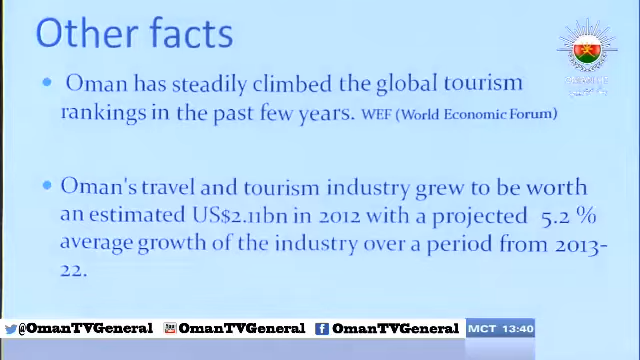 Other facts
• Oman has steadily climbed the global tourism
rankings in the past few years. WEF (World Economic Forum)
• Oman's travel and tourism industry grew to be worth
an estimated US$2.11bn in 2012 with a projected 5.2 %
average growth of the industry over a period from 2013-
22.
@OmanTVGeneral
OmanTVGeneral
OmanTVGeneral
MCT 13:40